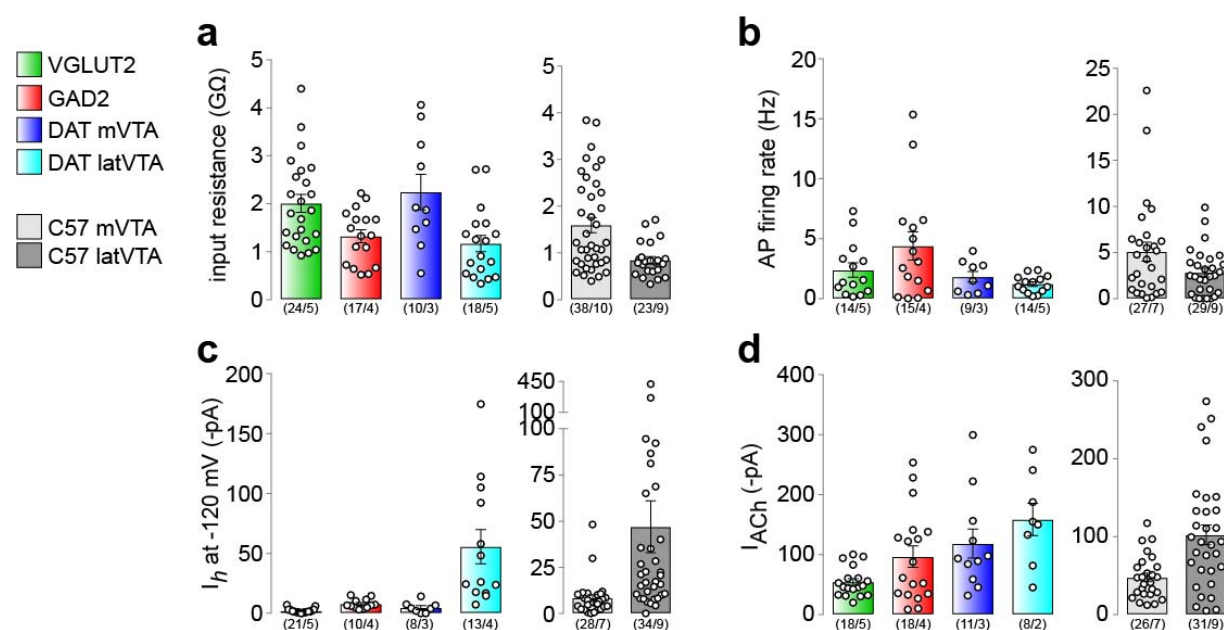 VGLUT2
GAD2
DAT mVTA
DAT latVTA
C57 mVTA
C57 latVTA
a
input resistance (GΩ)
5
4
3
2
1
0
(24/5) (17/4) (10/3) (18/5)
5
4
3
2
1
0
(38/10) (23/9)
b
AP firing rate (Hz)
20
15
10
5
0
(14/5) (15/4) (9/3) (14/5)
25
20
15
10
5
0
(27/7) (29/9)
c
Ih at -120 mV (-pA)
200
150
100
50
0
(21/5) (10/4) (8/3) (13/4)
450
100
100
75
50
25
0
(28/7) (34/9)
d
IACh (-pA)
400
300
200
100
0
(18/5) (18/4) (11/3) (8/2)
300
200
100
0
(26/7) (31/9)